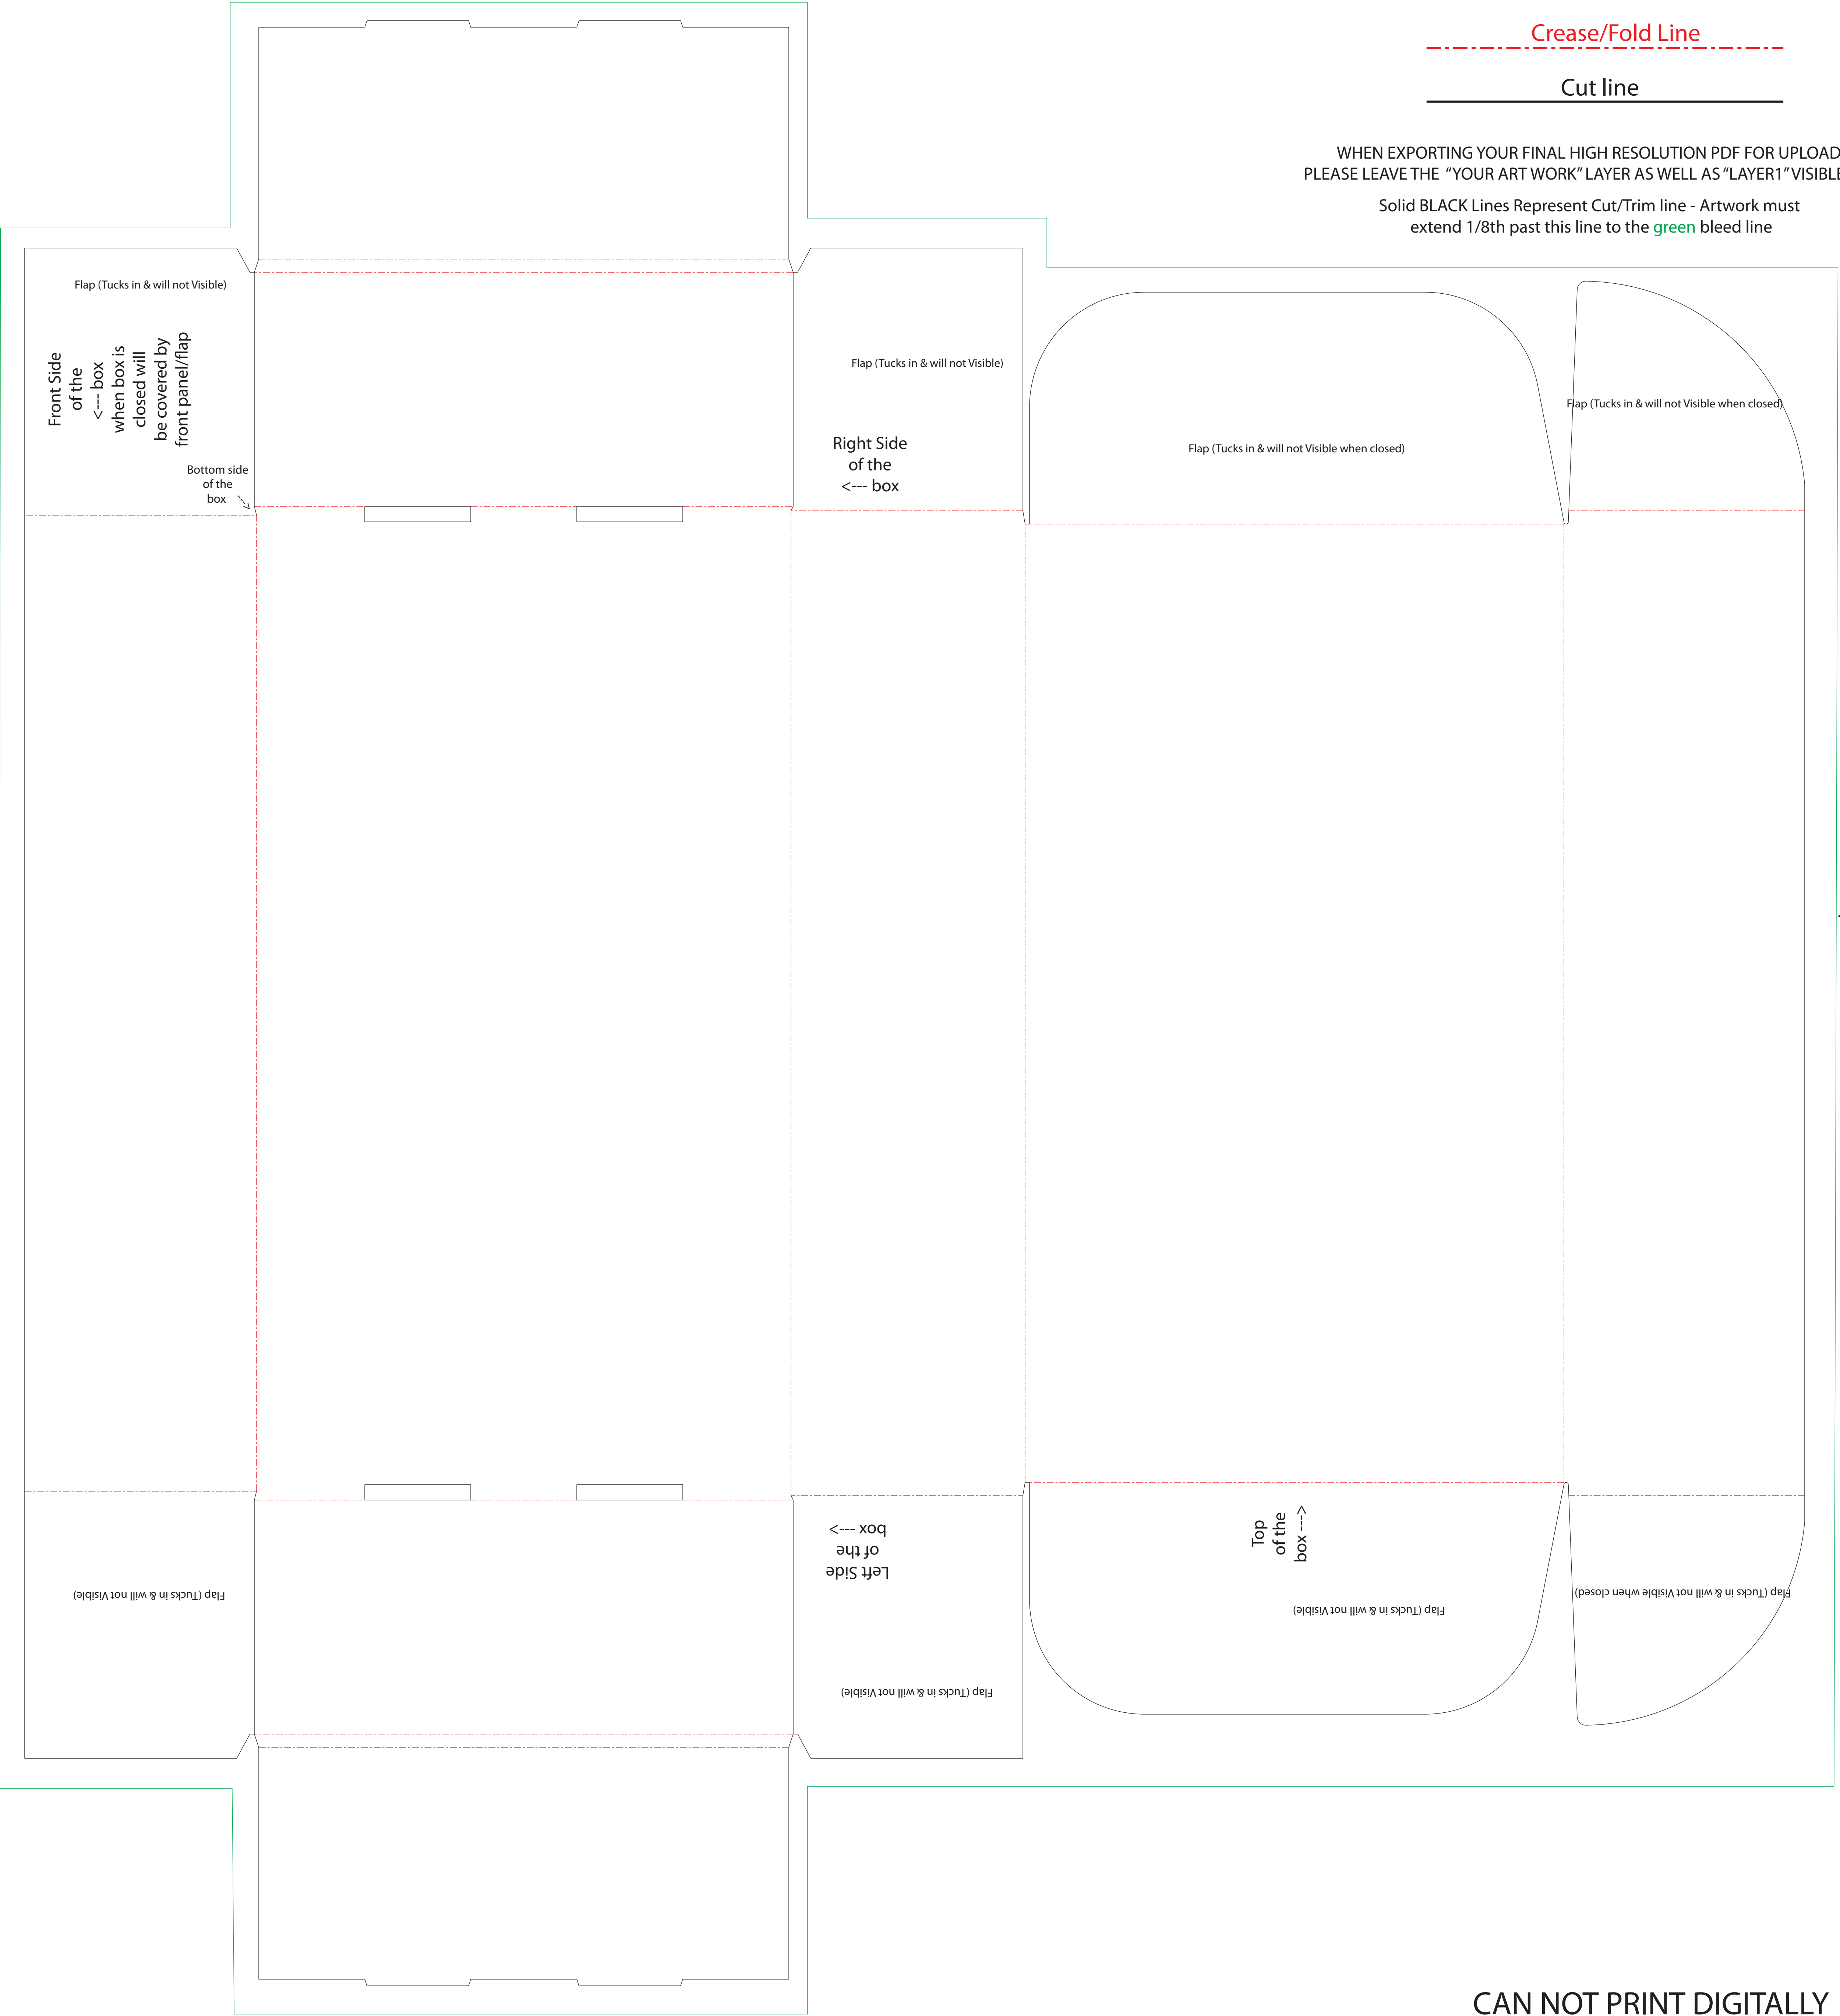 Crease/Fold Line
Cut line
WHEN EXPORTING YOUR FINAL HIGH RESOLUTION PDF FOR UPLOAD
PLEASE LEAVE THE “YOUR ART WORK” LAYER AS WELL AS “LAYER1” VISIBLE
Solid BLACK Lines Represent Cut/Trim line - Artwork must
extend 1/8th past this line to the green bleed line
Flap (Tucks in & will not Visible)
Front Side
of the
<--- box
when box is
closed will
be covered by
front panel/flap
Bottom side
of the
box
Flap (Tucks in & will not Visible)
Right Side
of the
<--- box
Flap (Tucks in & will not Visible when closed)
Flap (Tucks in & will not Visible when closed)
Flap (Tucks in & will not Visible)
Left Side
of the
box --->
Flap (Tucks in & will not Visible)
Top
of the
box --->
Flap (Tucks in & will not Visible)
Flap (Tucks in & will not Visible when closed)
CAN NOT PRINT DIGITALLY